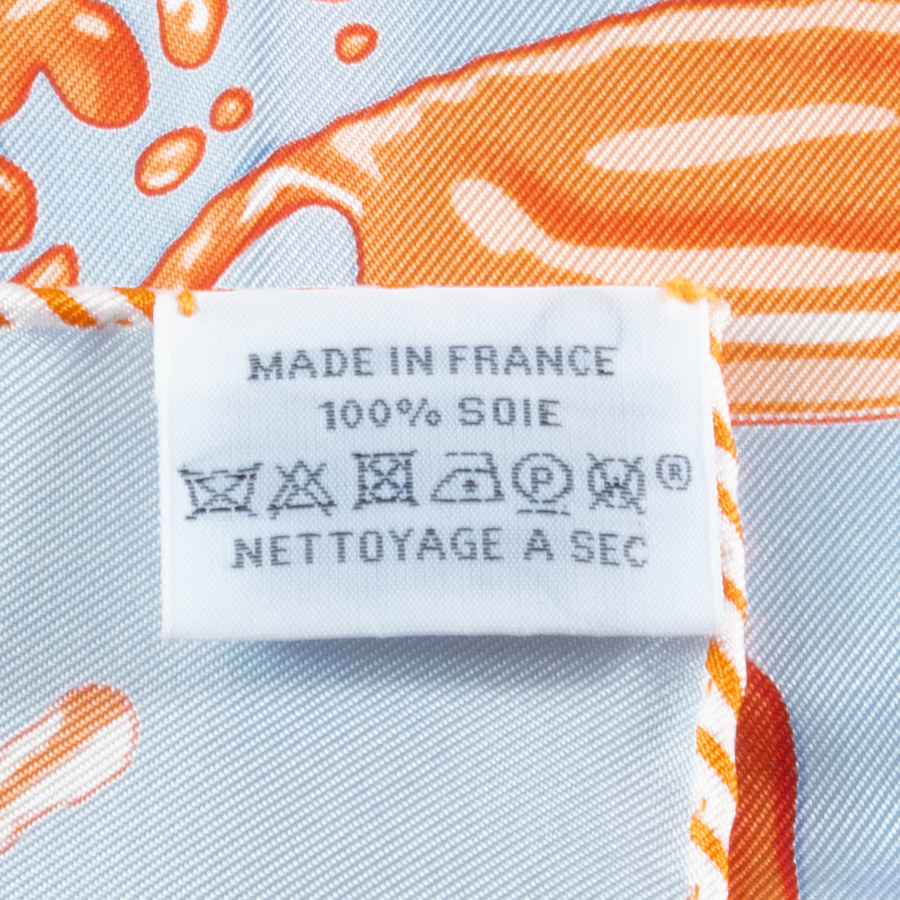 MADE IN FRANCE
100% SOIE
P W ®
NETTOYAGE A SEC